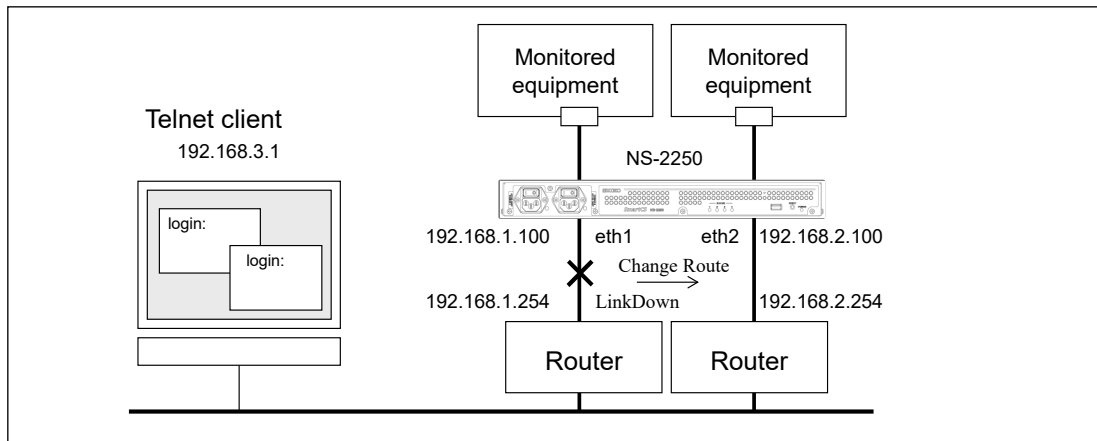 Monitored
equipment
Monitored
equipment
Telnet client
192.168.3.1
NS-2250
login:
login:
192.168.1.100
eth1
eth2
192.168.2.100
Change Route
192.168.1.254
LinkDown
192.168.2.254
Router
Router